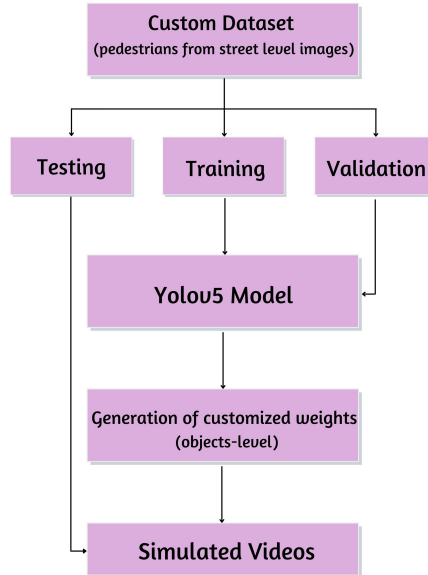 Custom Dataset
(pedestrians from street level images)
Testing
Training
Validation
Yolov5 Model
Generation of customized weights
(objects-level)
Simulated Videos